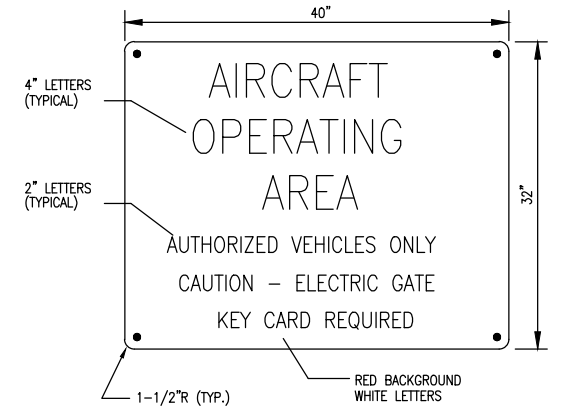 40"
4" LETTERS
(TYPICAL)
AIRCRAFT
OPERATING
AREA
2" LETTERS
(TYPICAL)
32"
AUTHORIZED VEHICLES ONLY
CAUTION – ELECTRIC GATE
KEY CARD REQUIRED
1-1/2"R (TYP.)
RED BACKGROUND
WHITE LETTERS